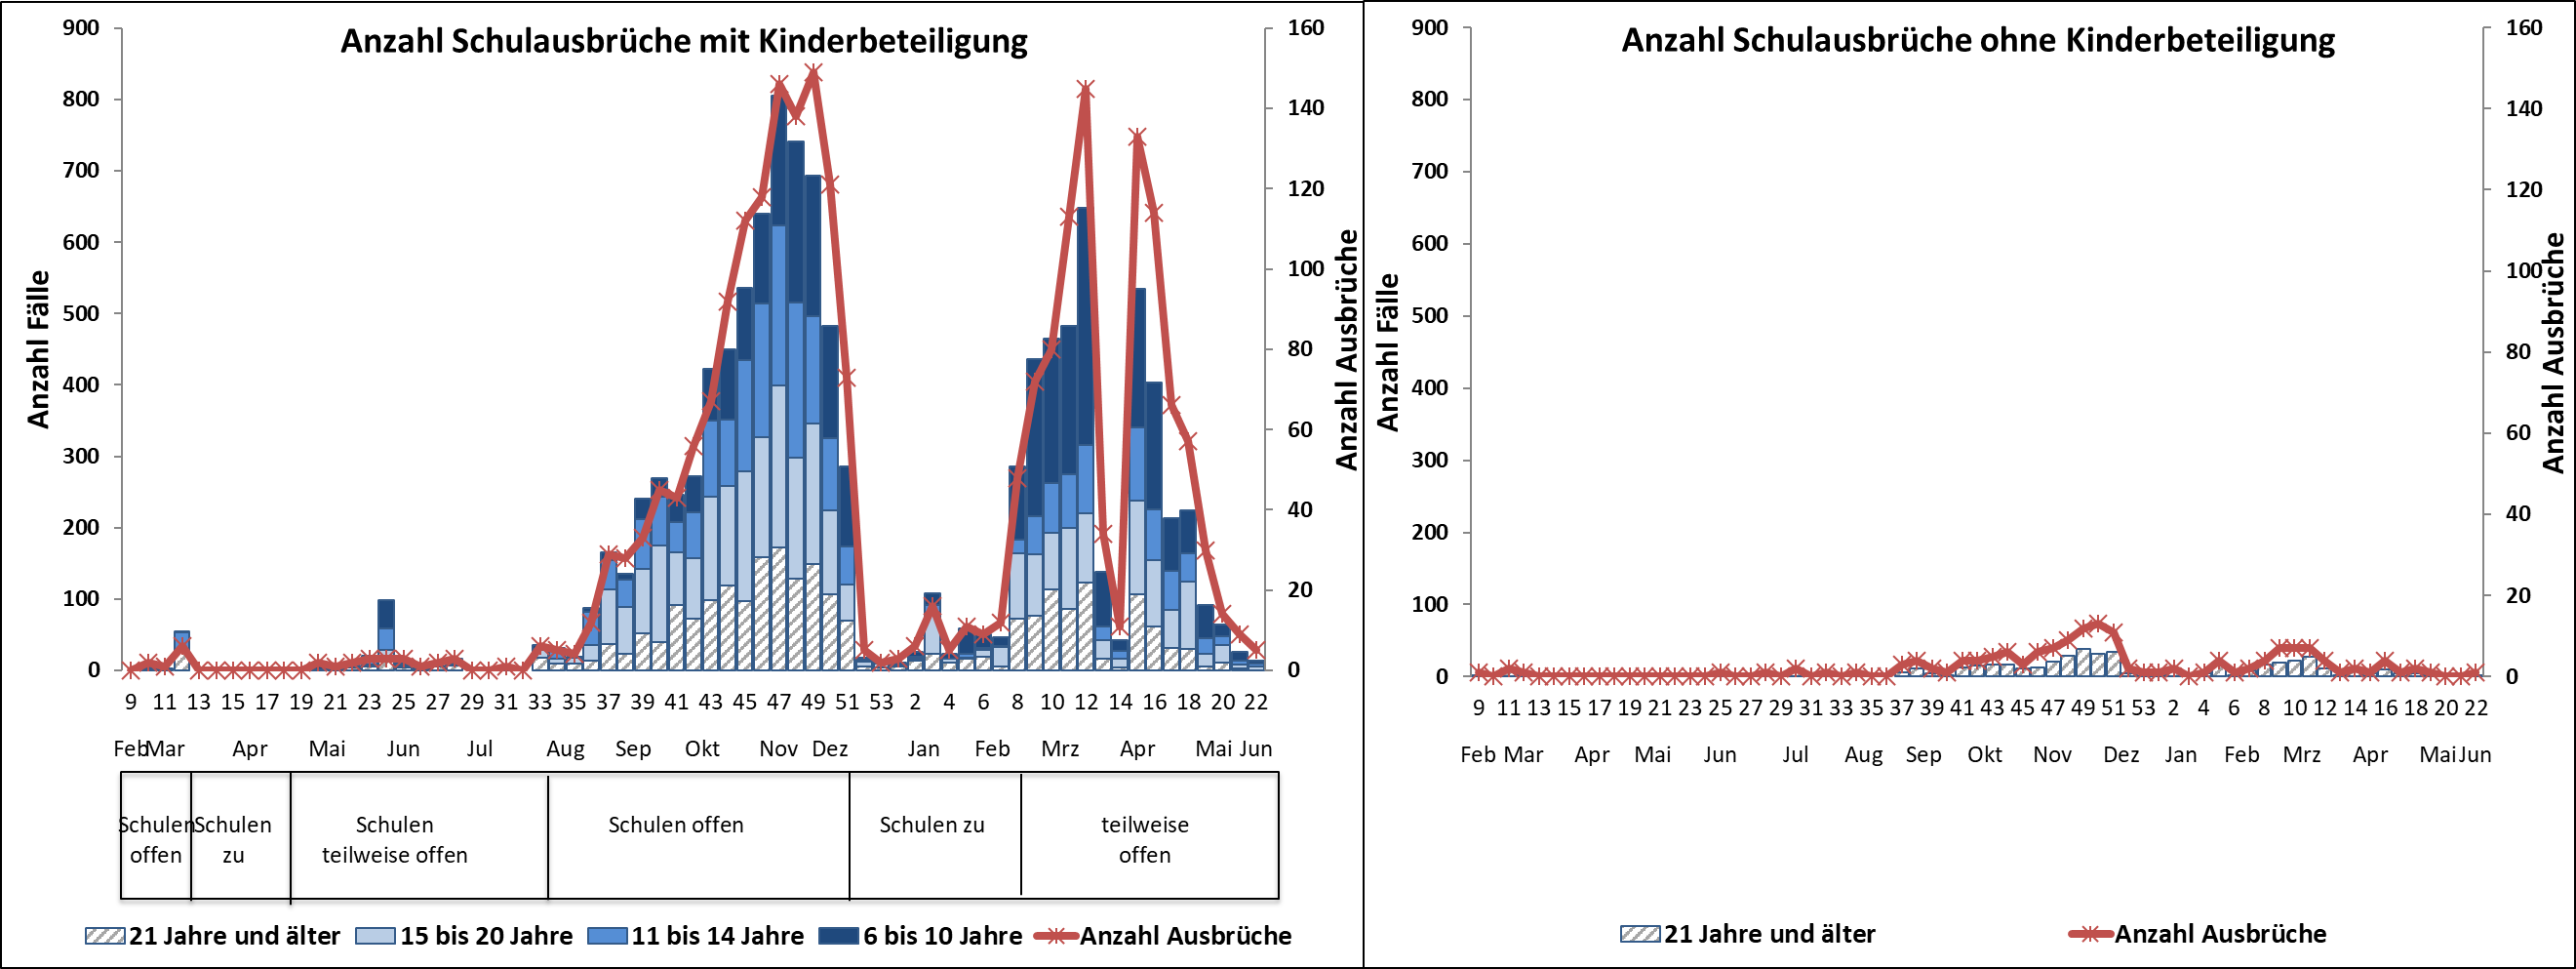 Anzahl Schulausbrüche mit Kinderbeteiligung
Anzahl Fälle
900
800
700
600
500
400
300
200
100
0
160
140
120
100
80
60
40
20
0
Anzahl Ausbrüche
9 11 13 15 17 19 21 23 25 27 29 31 33 35 37 39 41 43 45 47 49 51 53 2 4 6 8 10 12 14 16 18 20 22
Feb Mar Apr Mai Jun Jul Aug Sep Okt Nov Dez Jan Feb Mrz Apr Mai Jun
Schulen offen
Schulen zu
Schulen teilweise offen
Schulen offen
Schulen zu
teilweise offen
21 Jahre und älter 15 bis 20 Jahre 11 bis 14 Jahre 6 bis 10 Jahre Anzahl Ausbrüche
Anzahl Schulausbrüche ohne Kinderbeteiligung
Anzahl Fälle
900
800
700
600
500
400
300
200
100
0
160
140
120
100
80
60
40
20
0
Anzahl Ausbrüche
9 11 13 15 17 19 21 23 25 27 29 31 33 35 37 39 41 43 45 47 49 51 53 2 4 6 8 10 12 14 16 18 20 22
Feb Mar Apr Mai Jun Jul Aug Sep Okt Nov Dez Jan Feb Mrz Apr Mai Jun
21 Jahre und älter Anzahl Ausbrüche